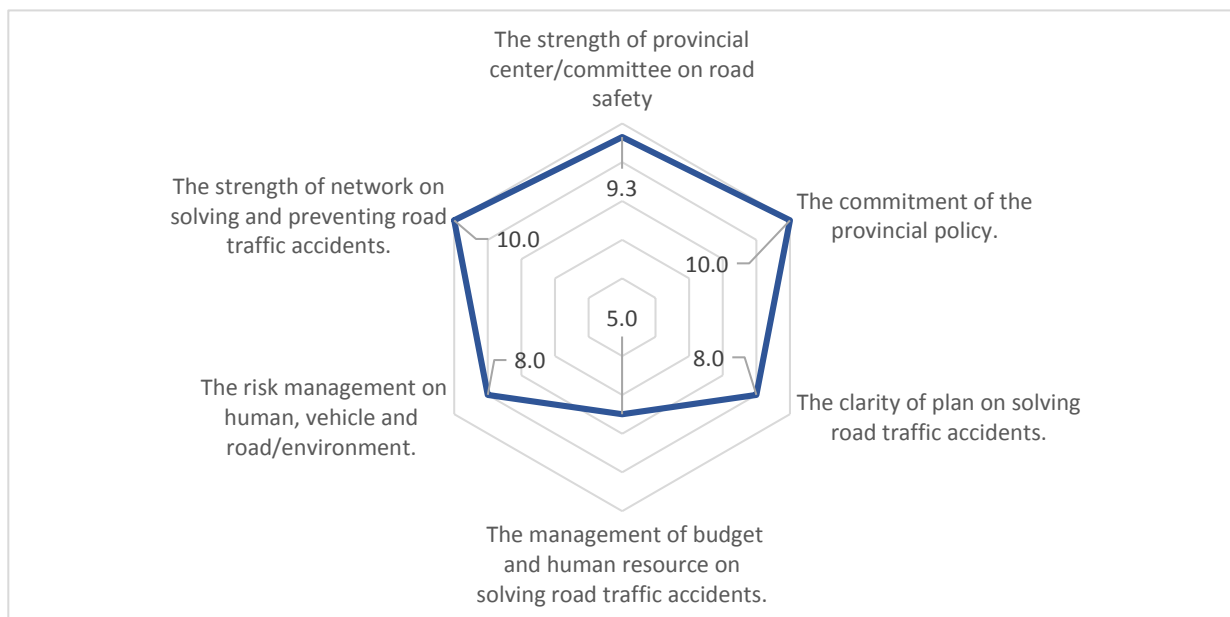 The strength of provincial
center/committee on road
safety
9.3
The commitment of the
provincial policy.
10.0
The clarity of plan on solving
road traffic accidents.
8.0
The management of budget
and human resource on
solving road traffic accidents.
5.0
The risk management on
human, vehicle and
road/environment.
8.0
The strength of network on
solving and preventing road
traffic accidents.
10.0